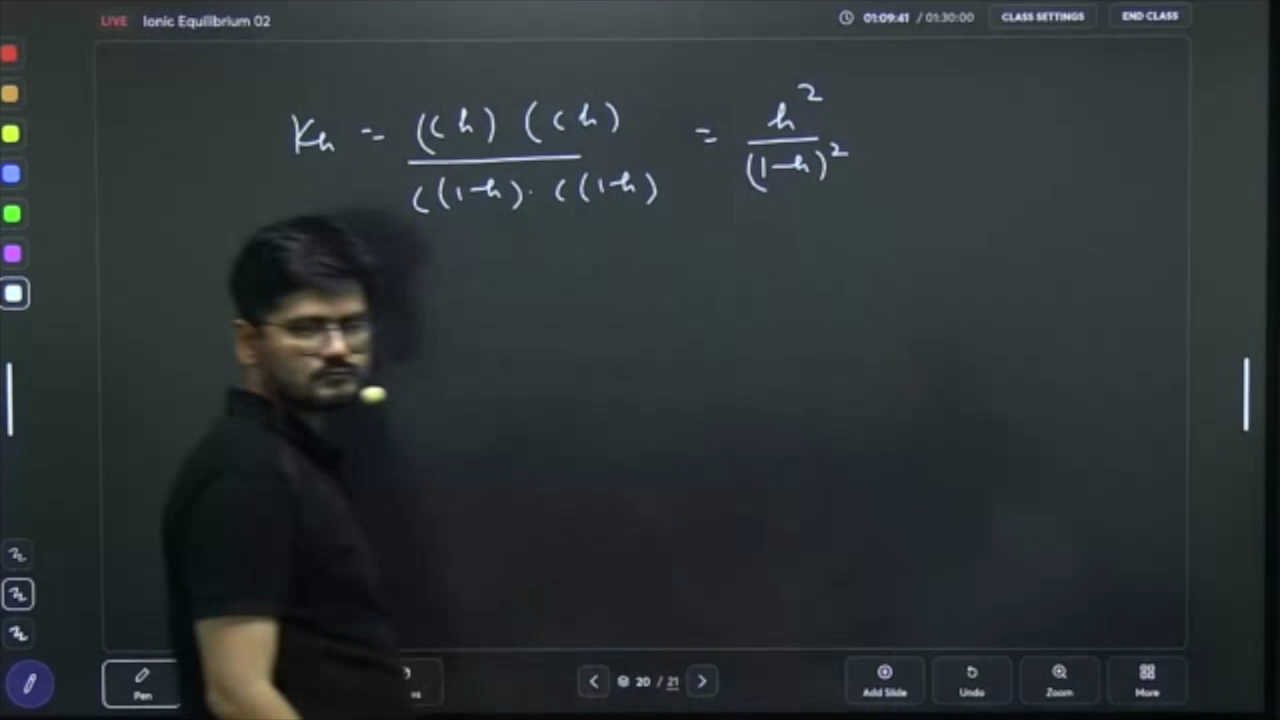 LIVE Ionic Equilibrium 02
01:09:41 / 01:30:00 CLASS SETTINGS END CLASS
Kh = (ch) (ch) / c(1-h) · c(1-h) = h² / (1-h)²
Pen
20 / 21
Add Slide Undo Zoom More